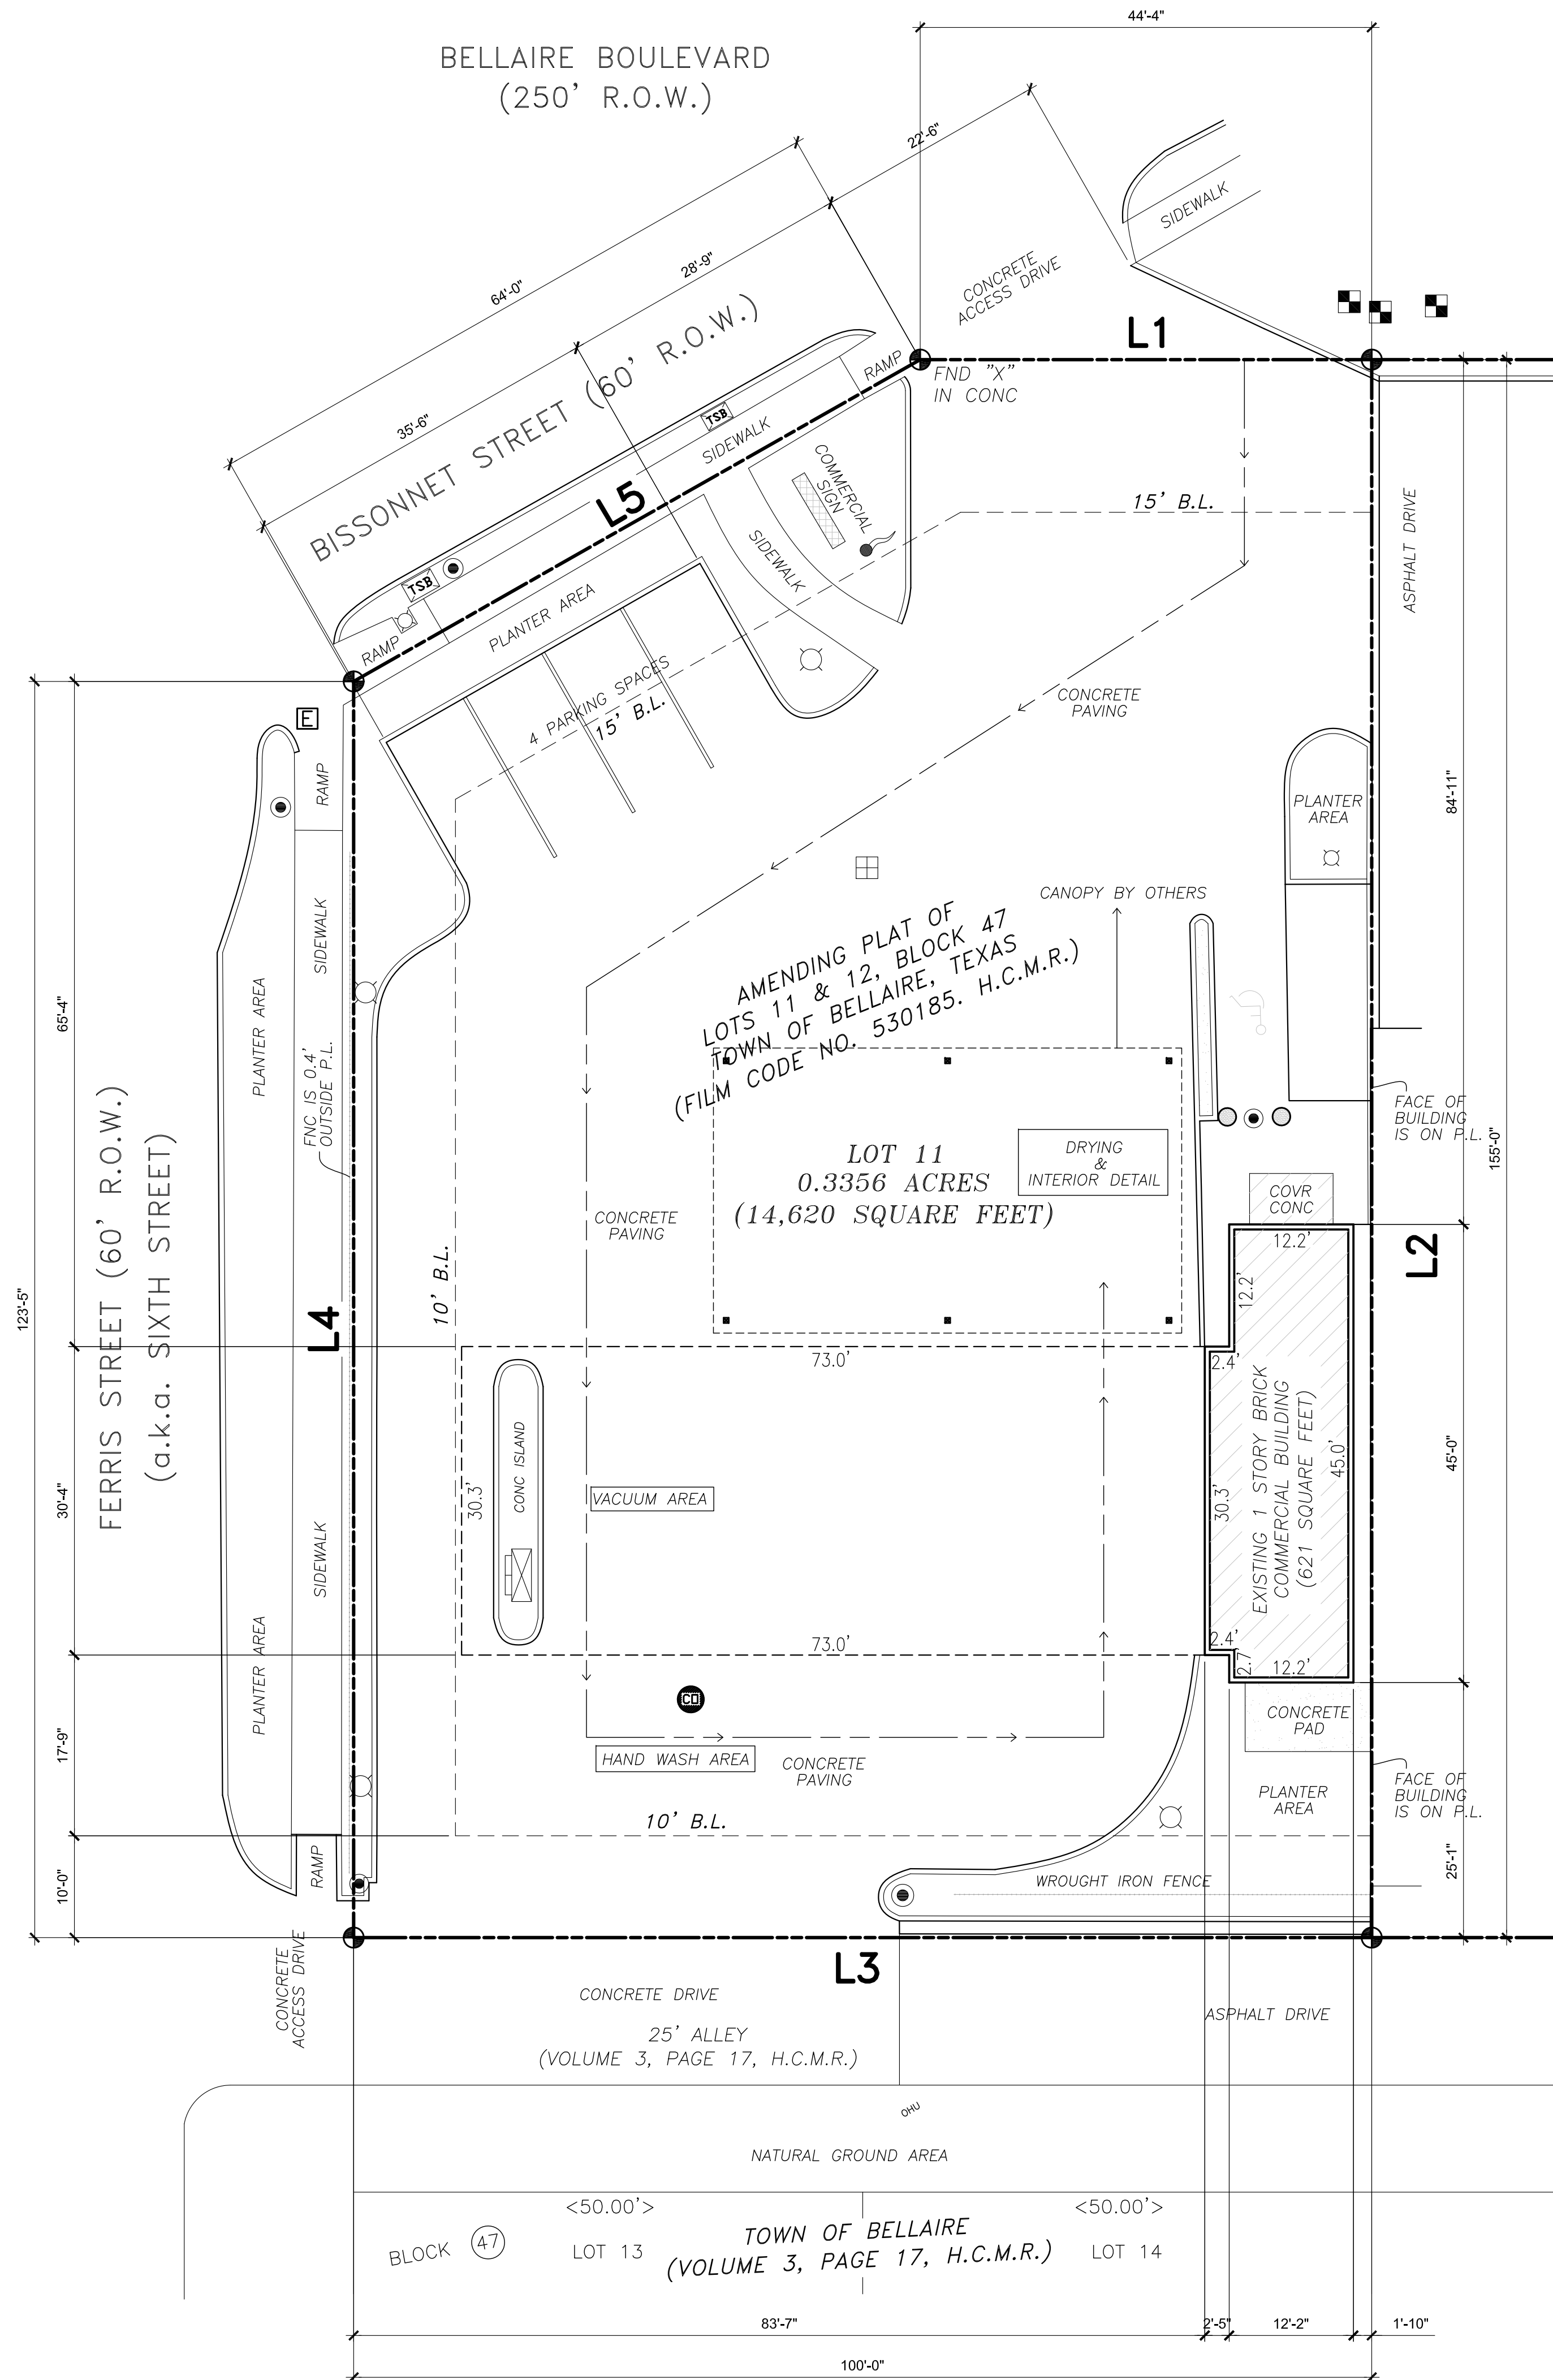 44'-4"
BELLAIRE BOULEVARD
(250' R.O.W.)
22'-6"
SIDEWALK
28'-9"
64'-0"
CONCRETE
ACCESS DRIVE
BISSONNET STREET (60' R.O.W.)
35'-6"
L1
RAMP
FND "X"
IN CONC
TSB
SIDEWALK
COMMERCIAL
SIGN
L5
15' B.L.
ASPHALT DRIVE
SIDEWALK
TSB
PLANTER AREA
RAMP
4 PARKING SPACES
15' B.L.
CONCRETE
PAVING
E
RAMP
PLANTER
AREA
84'-11"
CANOPY BY OTHERS
SIDEWALK
AMENDING PLAT OF
LOTS 11 & 12, BLOCK 47
TOWN OF BELLAIRE, TEXAS
(FILM CODE NO. 530185. H.C.M.R.)
65'-4"
PLANTER AREA
FNC IS 0.4'
OUTSIDE P.L.
FACE OF
BUILDING
IS ON P.L.
155'-0"
LOT 11
0.3356 ACRES
(14,620 SQUARE FEET)
DRYING
&
INTERIOR DETAIL
COVR
CONC
CONCRETE
PAVING
12.2'
12.2'
L2
123'-5"
FERRIS STREET (60' R.O.W.)
(a.k.a. SIXTH STREET)
L4
10' B.L.
73.0'
2.4'
EXISTING 1 STORY BRICK
COMMERCIAL BUILDING
(621 SQUARE FEET)
45.0'
45'-0"
30'-4"
30.3'
CONC ISLAND
VACUUM AREA
30.3'
SIDEWALK
73.0'
2.4'
2.7'
12.2'
PLANTER AREA
CO
CONCRETE
PAD
17'-9"
HAND WASH AREA
CONCRETE
PAVING
PLANTER
AREA
FACE OF
BUILDING
IS ON P.L.
10' B.L.
10'-0"
RAMP
WROUGHT IRON FENCE
25'-1"
CONCRETE
ACCESS DRIVE
L3
CONCRETE DRIVE
ASPHALT DRIVE
25' ALLEY
(VOLUME 3, PAGE 17, H.C.M.R.)
OHU
NATURAL GROUND AREA
<50.00'>
<50.00'>
BLOCK 47
LOT 13
TOWN OF BELLAIRE
(VOLUME 3, PAGE 17, H.C.M.R.)
LOT 14
83'-7"
2'-5"
12'-2"
1'-10"
100'-0"